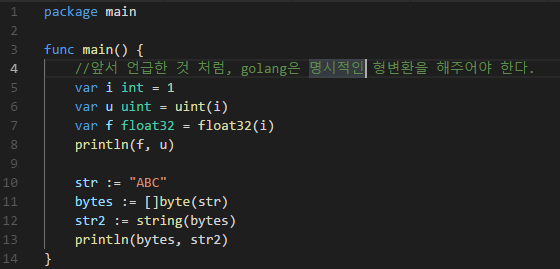 1 package main
2
3 func main() {
4 //앞서 언급한 것 처럼, golang은 명시적인 형변환을 해주어야 한다.
5 var i int = 1
6 var u uint = uint(i)
7 var f float32 = float32(i)
8 println(f, u)
9
10 str := "ABC"
11 bytes := []byte(str)
12 str2 := string(bytes)
13 println(bytes, str2)
14 }